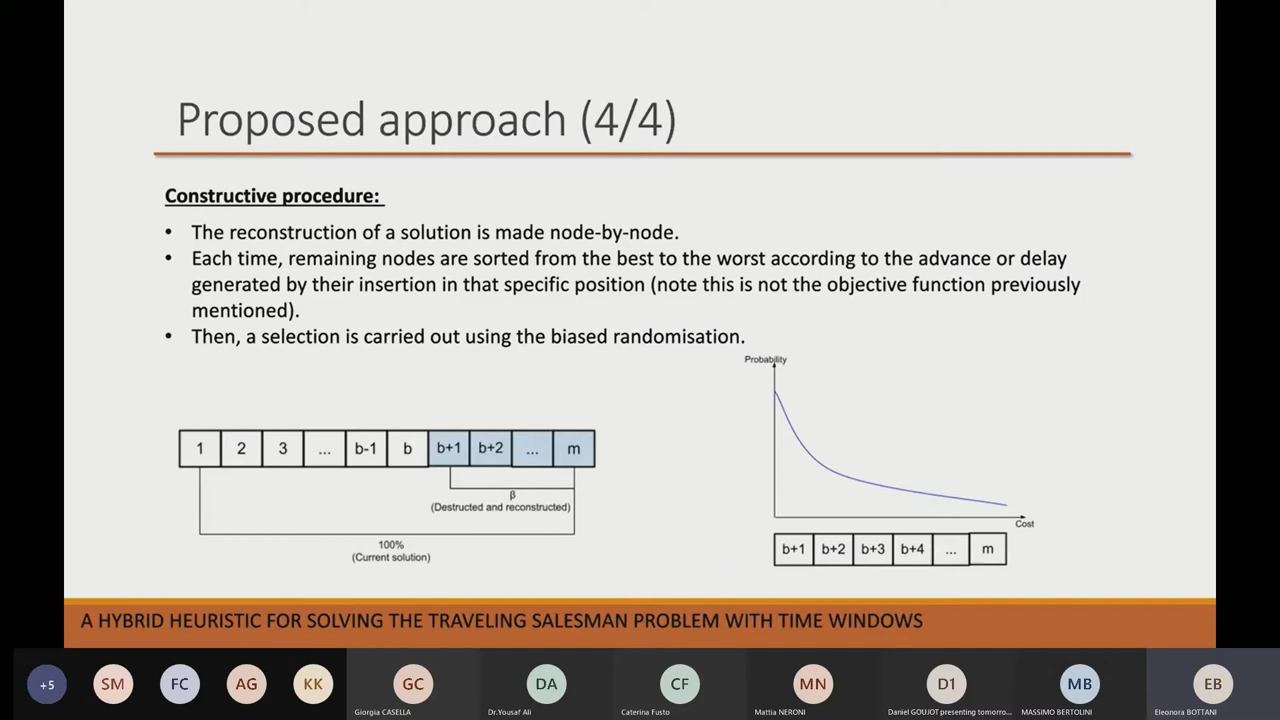 Proposed approach (4/4)
Constructive procedure:
• The reconstruction of a solution is made node-by-node.
• Each time, remaining nodes are sorted from the best to the worst according to the advance or delay
generated by their insertion in that specific position (note this is not the objective function previously
mentioned).
• Then, a selection is carried out using the biased randomisation.
1 2 3 ... b-1 b b+1 b+2 ... m
β
(Destructed and reconstructed)
100%
(Current solution)
Probability
Cost
b+1 b+2 b+3 b+4 ... m
A HYBRID HEURISTIC FOR SOLVING THE TRAVELING SALESMAN PROBLEM WITH TIME WINDOWS
+5 SM FC AG KK GC DA CF MN D1 MB EB
Giorgia CASELLA Dr.Yousaf Ali Caterina Fusto Mattia NERONI Daniel GOUJOT presenting tomorro... MASSIMO BERTOLINI Eleonora BOTTANI